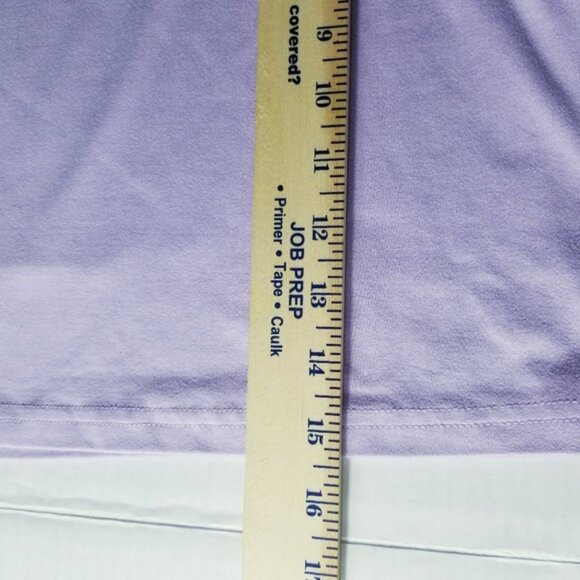 covered?
JOB PREP
• Primer • Tape • Caulk
9
10
11
12
13
14
15
16